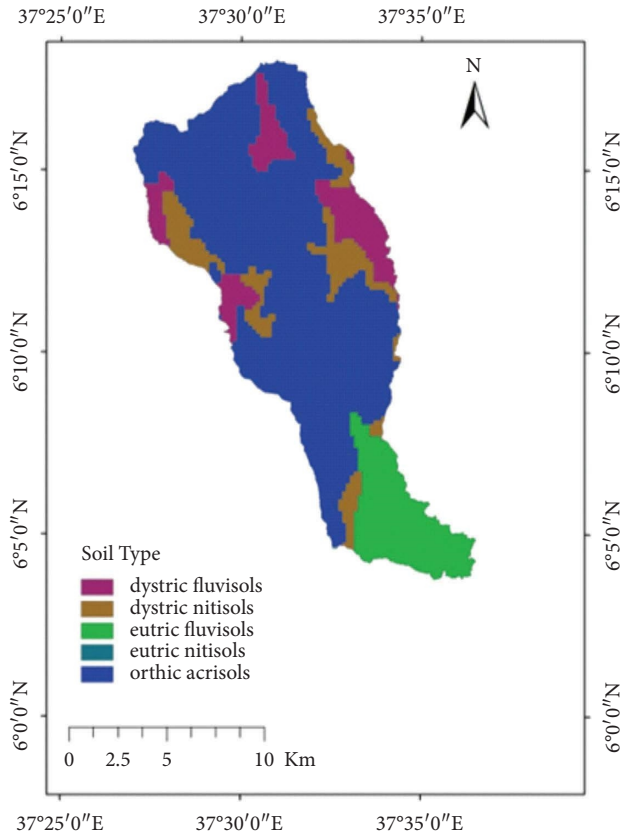 37°25′0″E 37°30′0″E 37°35′0″E
N
6°15′0″N 6°15′0″N
6°10′0″N 6°10′0″N
6°5′0″N 6°5′0″N
Soil Type
dystric fluvisols
dystric nitisols
eutric fluvisols
eutric nitisols
orthic acrisols
6°0′0″N 6°0′0″N
0 2.5 5 10 Km
37°25′0″E 37°30′0″E 37°35′0″E